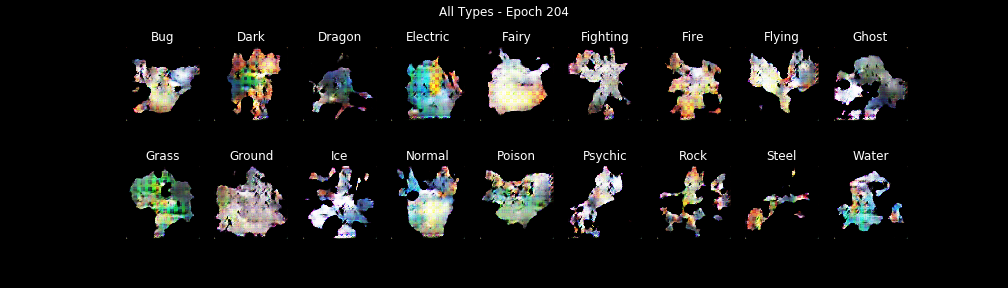 All Types - Epoch 204
Bug Dark Dragon Electric Fairy Fighting Fire Flying Ghost
Grass Ground Ice Normal Poison Psychic Rock Steel Water